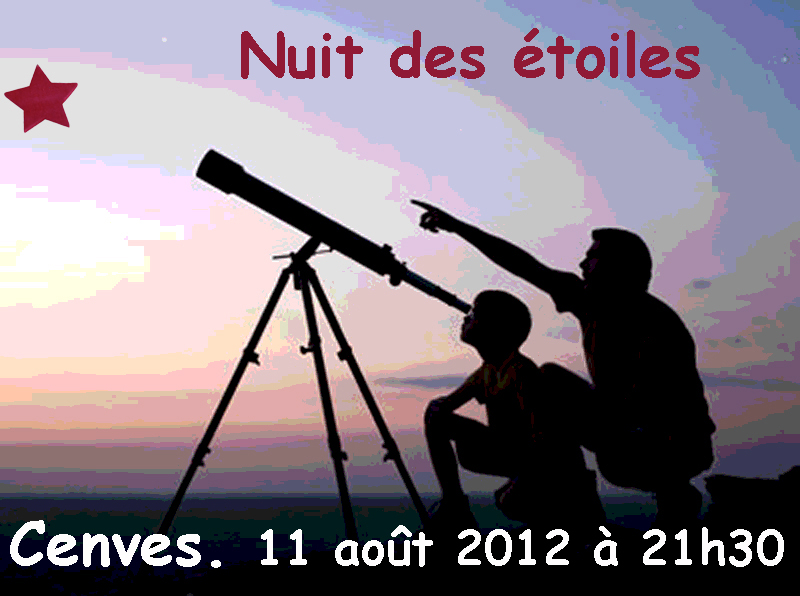 Nuit des étoiles
Cenves. 11 août 2012 à 21h30